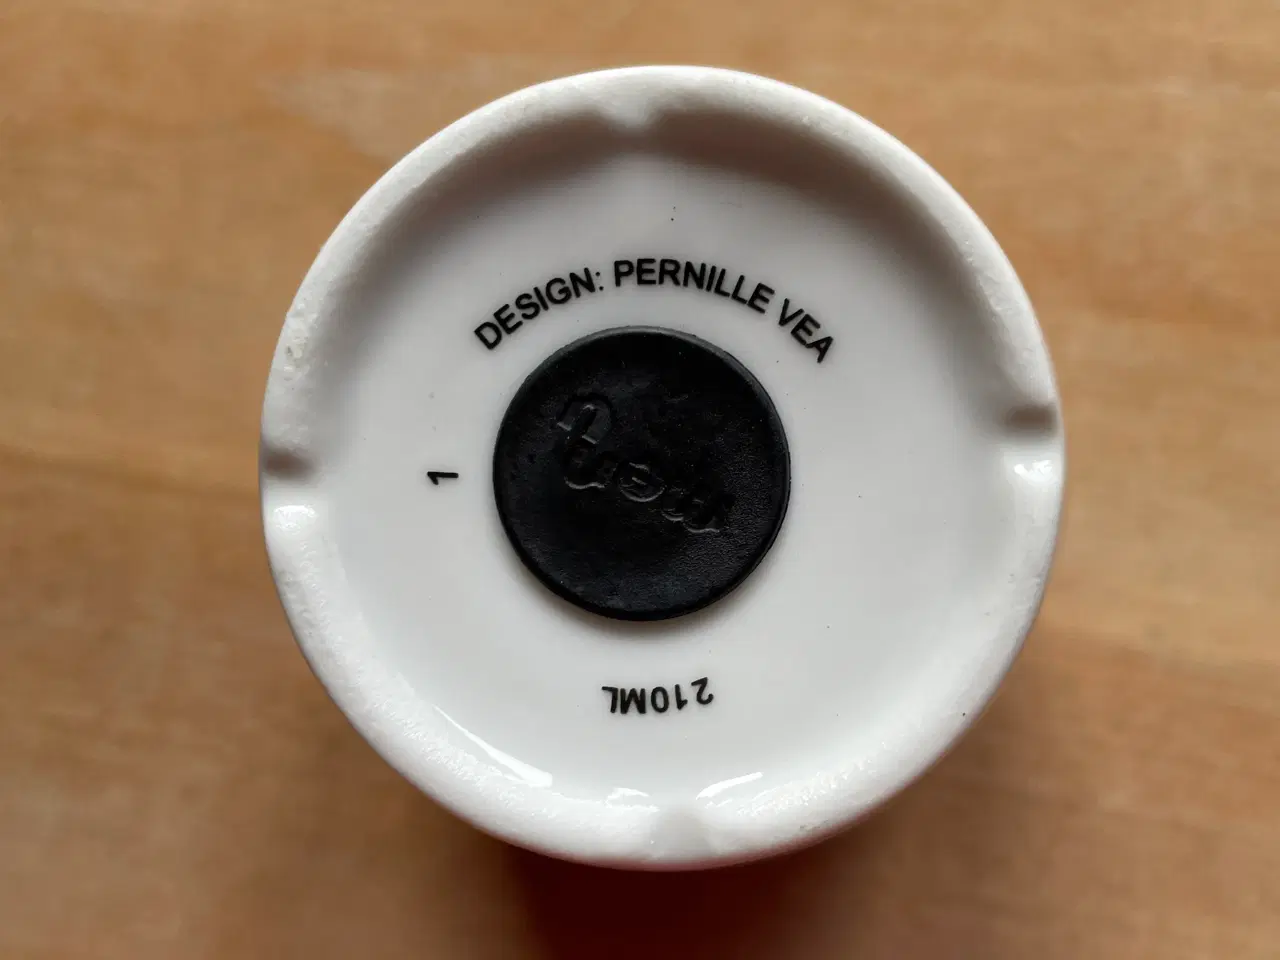 DESIGN: PERNILLE VEA
1
210ML